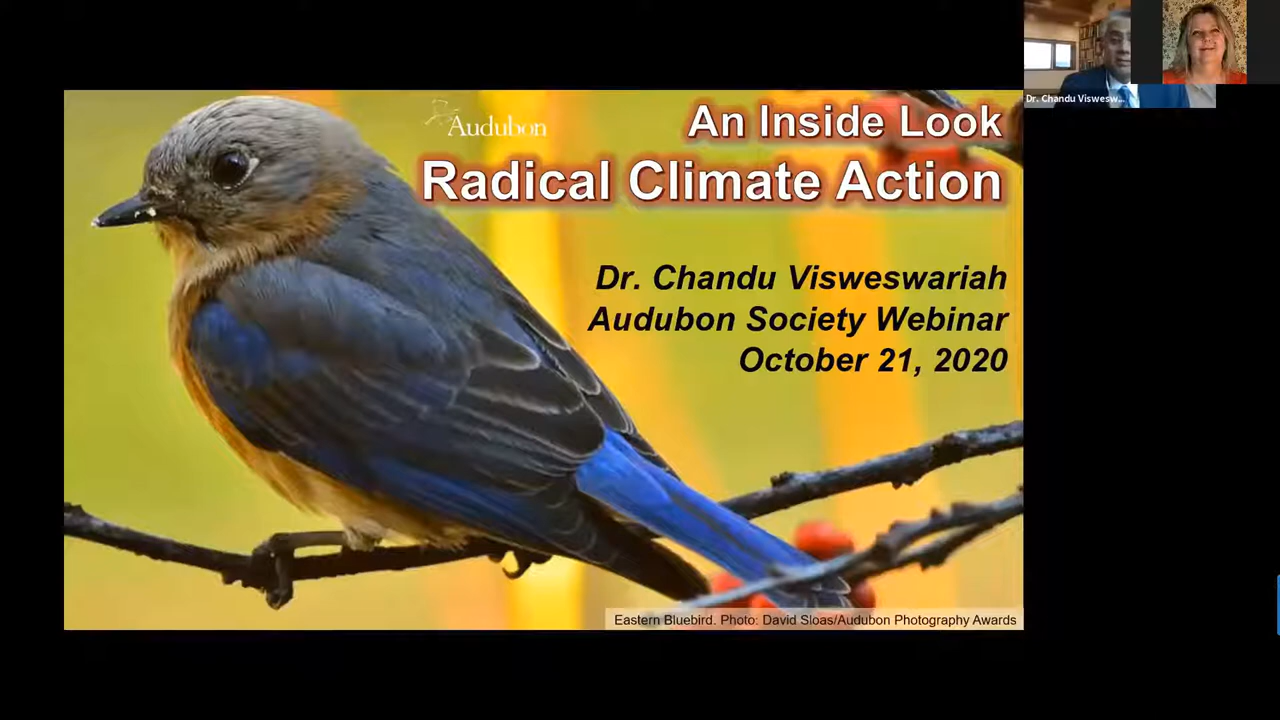 Audubon
An Inside Look
Radical Climate Action
Dr. Chandu Visweswariah
Audubon Society Webinar
October 21, 2020
Eastern Bluebird. Photo: David Sloas/Audubon Photography Awards
Dr. Chandu Viswesw...